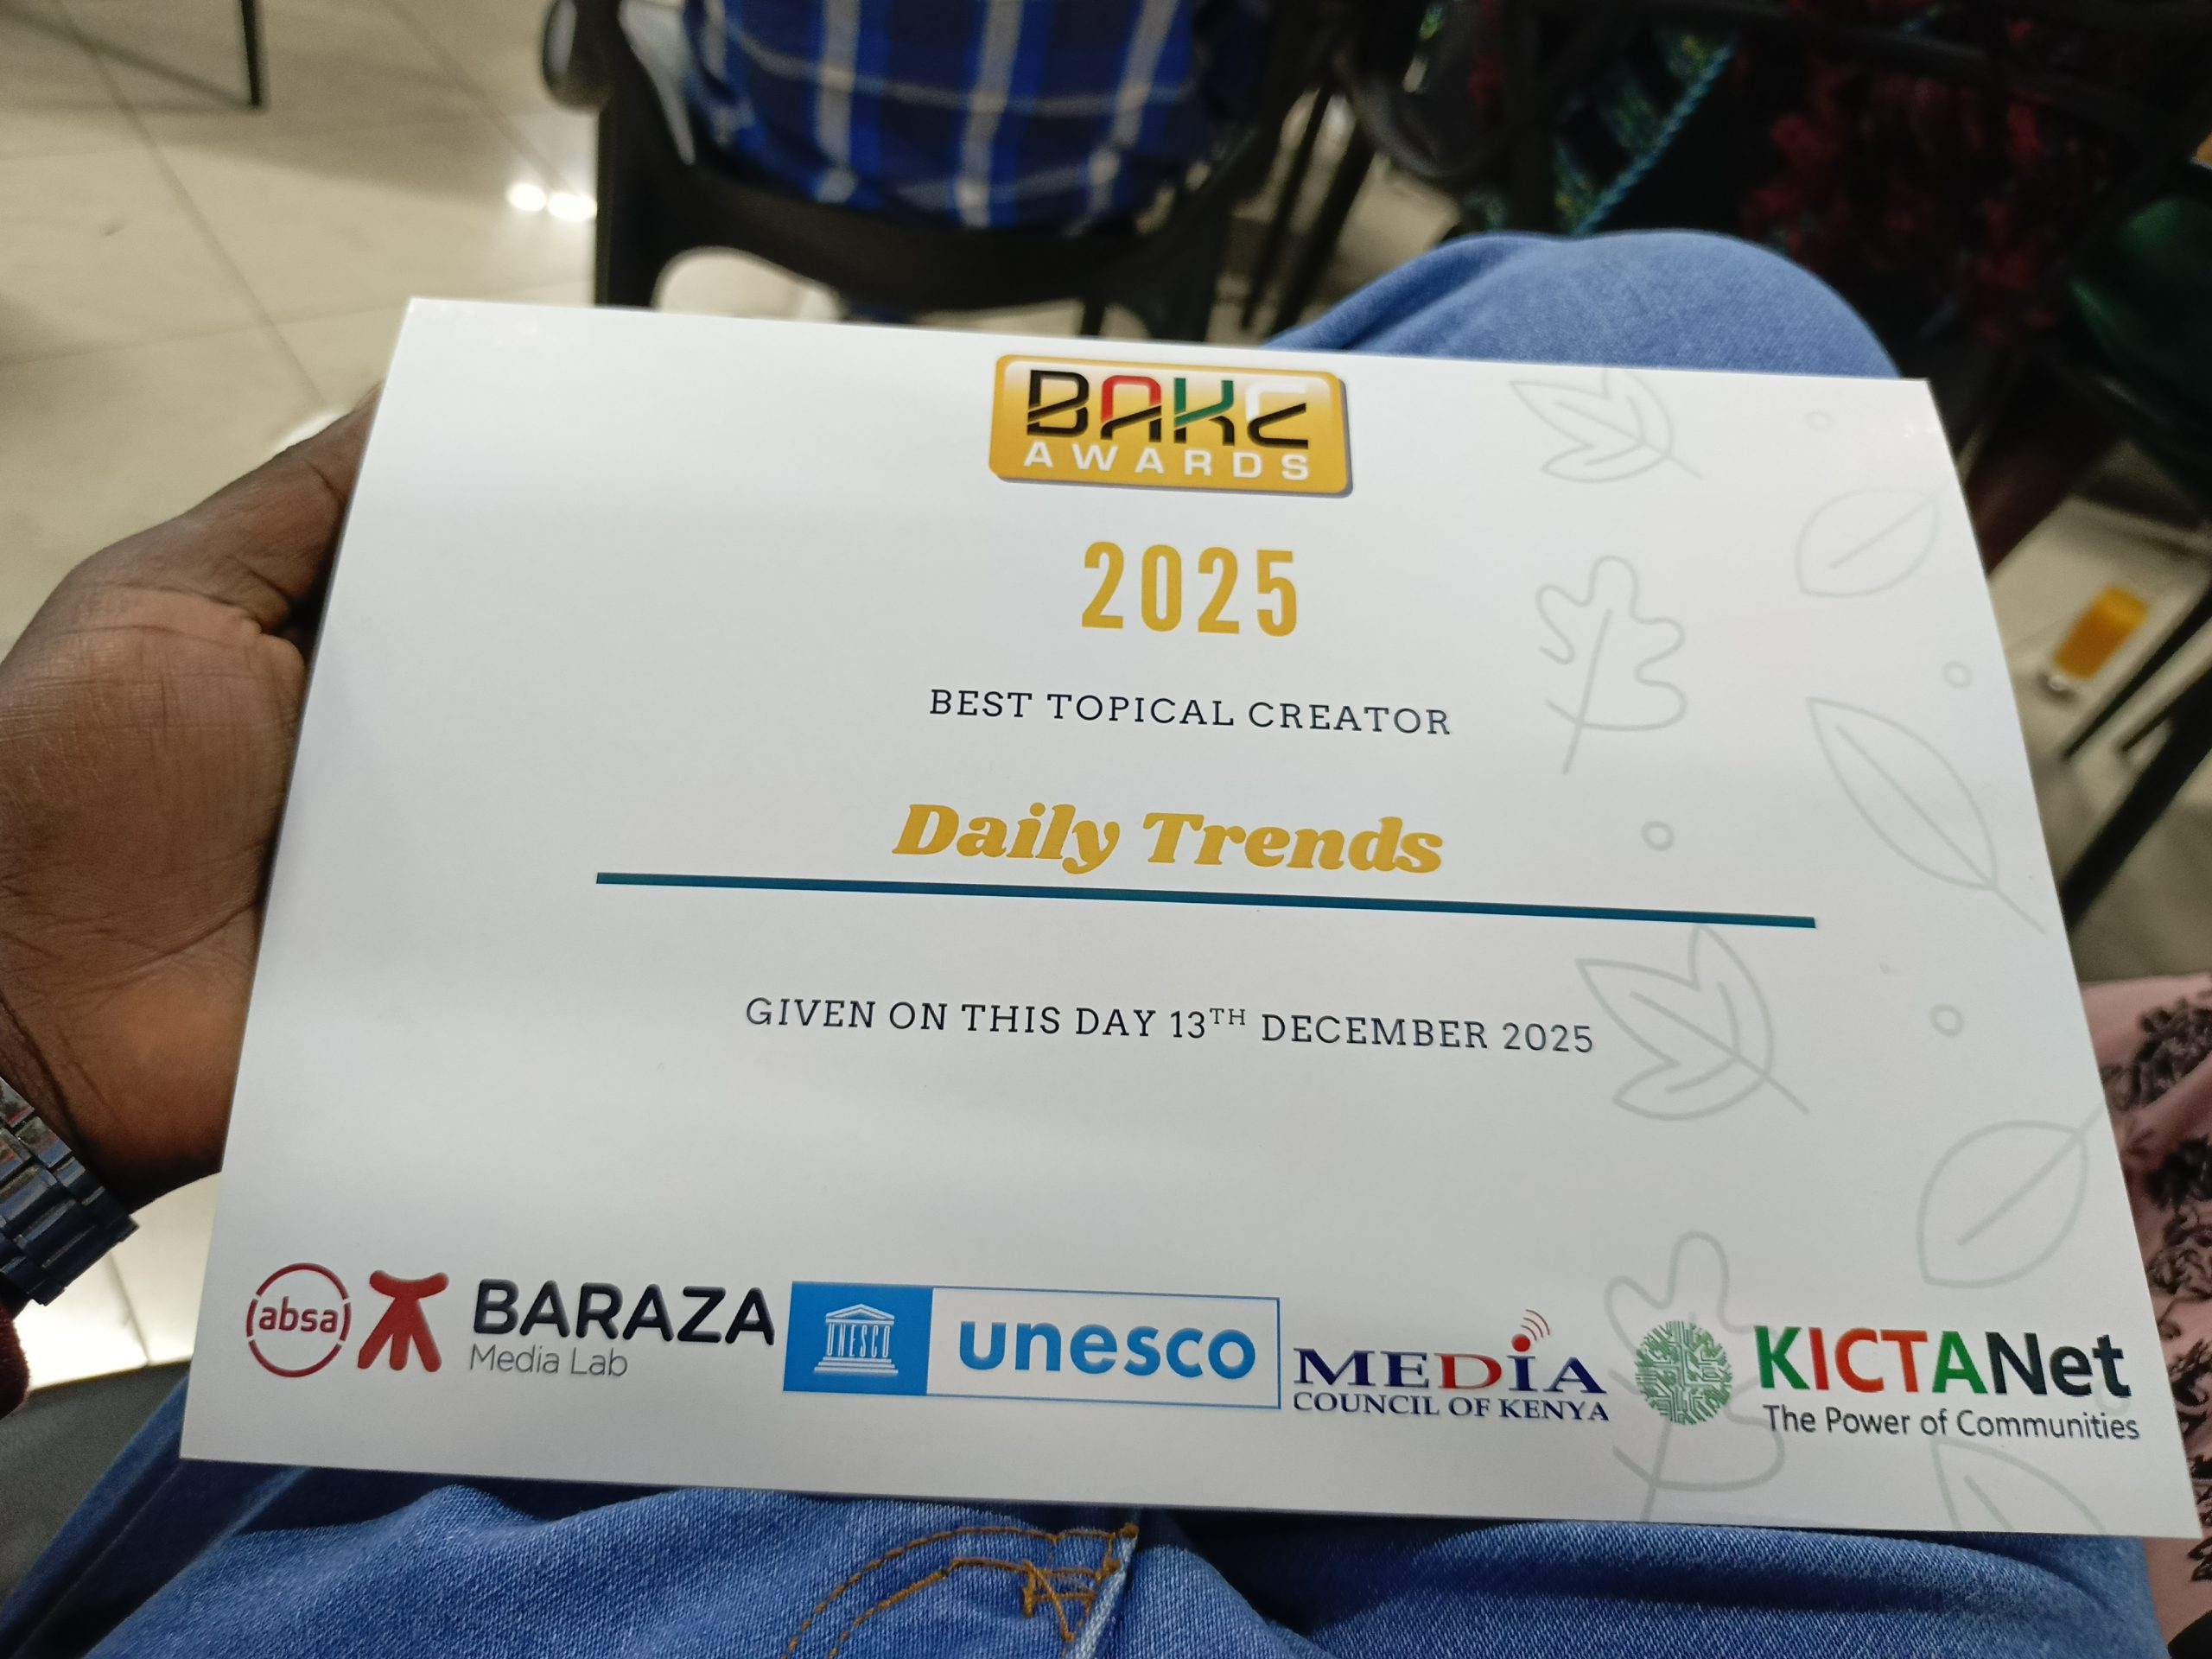 BAKE
AWARDS
2025
BEST TOPICAL CREATOR
Daily Trends
GIVEN ON THIS DAY 13TH DECEMBER 2025
absa
BARAZA
Media Lab
UNESCO
unesco
MEDIA
COUNCIL OF KENYA
KICTANet
The Power of Communities